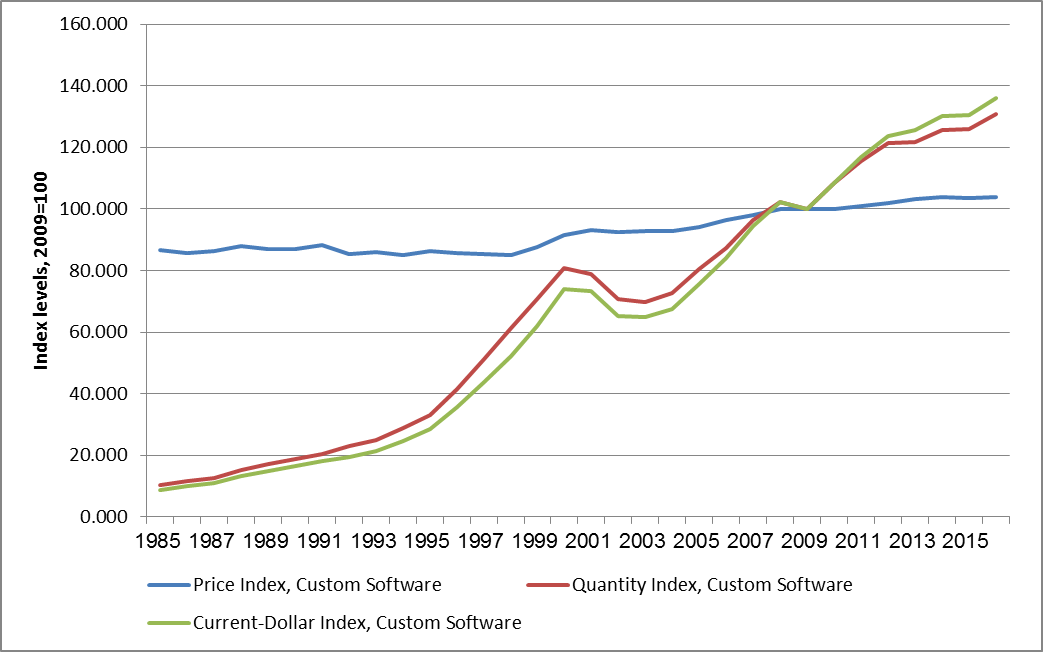 160.000
140.000
120.000
100.000
80.000
60.000
40.000
20.000
0.000
Index levels, 2009=100
1985 1987 1989 1991 1993 1995 1997 1999 2001 2003 2005 2007 2009 2011 2013 2015
Price Index, Custom Software Quantity Index, Custom Software
Current-Dollar Index, Custom Software